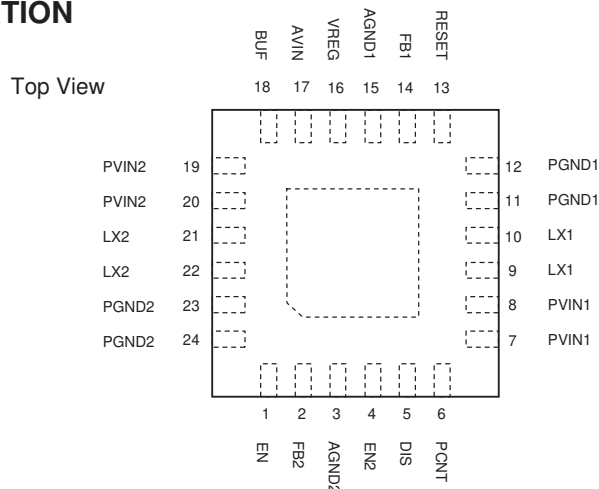 TION
Top View
BUF AVIN VREG AGND1 FB1 RESET
18 17 16 15 14 13
PVIN2 19 12 PGND1
PVIN2 20 11 PGND1
LX2 21 10 LX1
LX2 22 9 LX1
PGND2 23 8 PVIN1
PGND2 24 7 PVIN1
1 2 3 4 5 6
EN FB2 AGND2 EN2 DIS PCNT